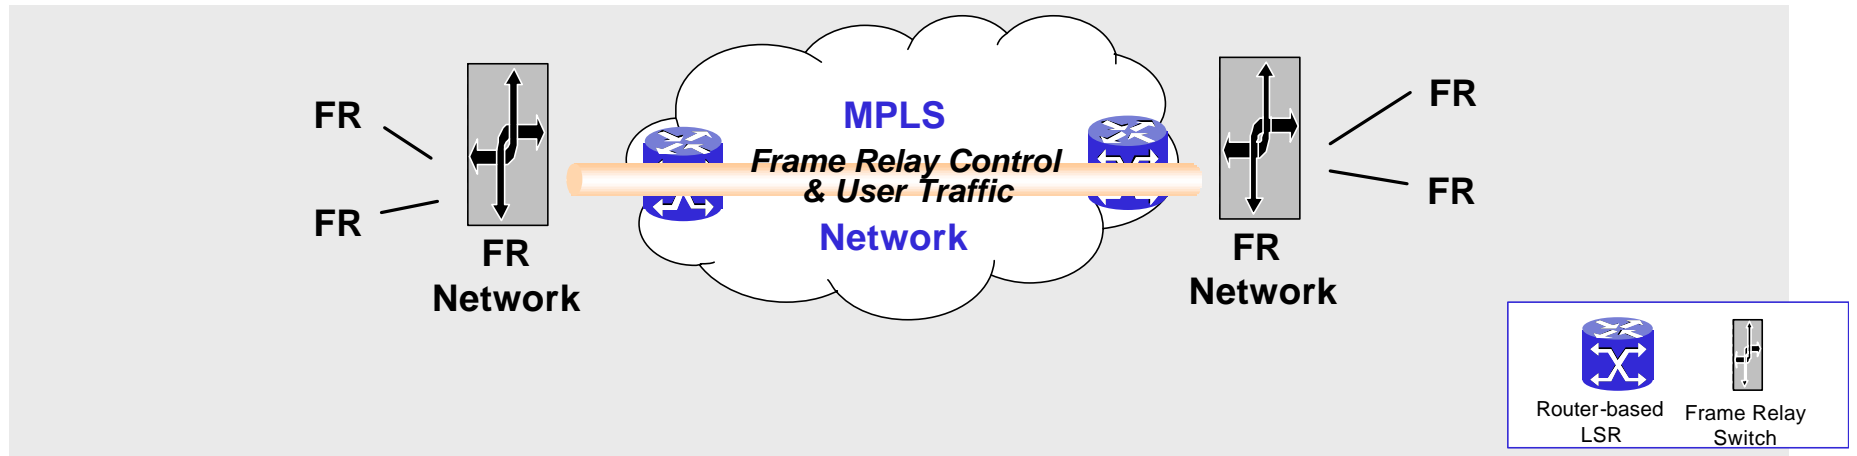 FR
FR
FR
Network
MPLS
Frame Relay Control
& User Traffic
Network
FR
FR
FR
Network
Router-based
LSR
Frame Relay
Switch